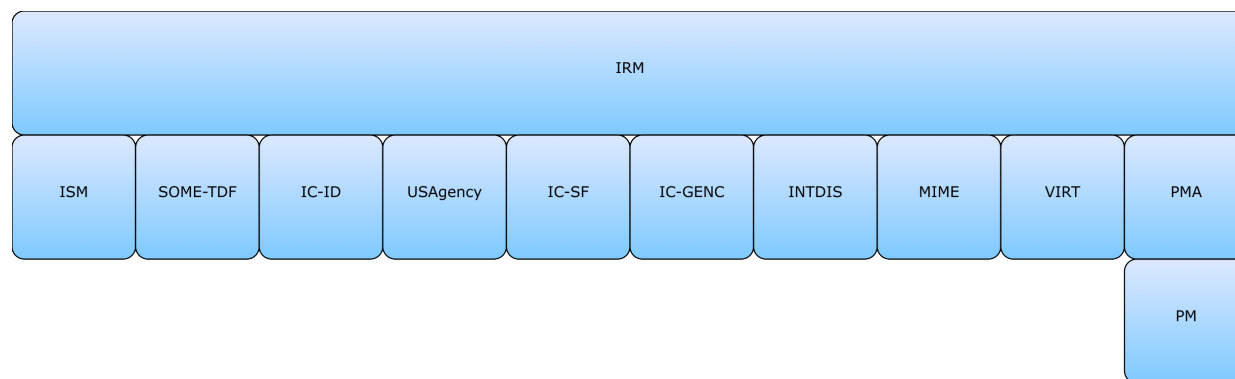 IRM
ISM SOME-TDF IC-ID USAgency IC-SF IC-GENC INTDIS MIME VIRT PMA
PM